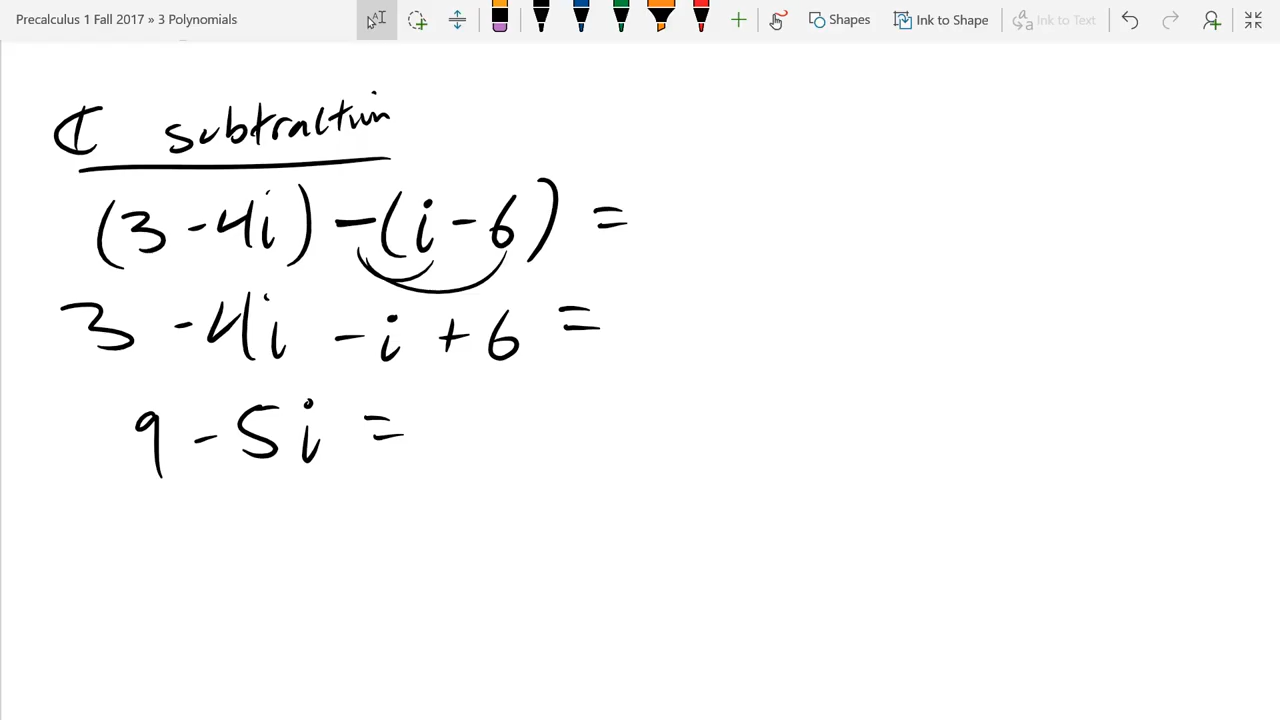 Precalculus 1 Fall 2017 » 3 Polynomials
Shapes
Ink to Shape
Ink to Text
ℂ subtraction
(3 - 4i) - (i - 6) =
3 - 4i - i + 6 =
9 - 5i =